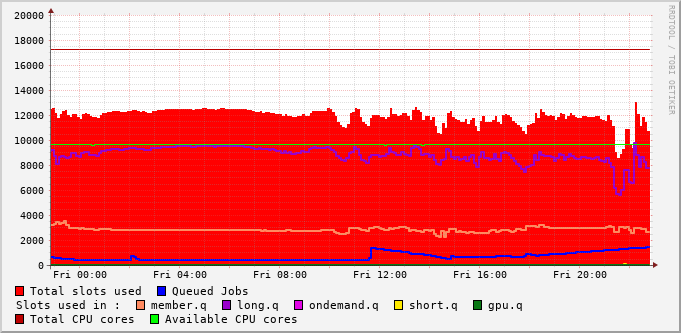 20000
18000
16000
14000
12000
10000
8000
6000
4000
2000
0
Fri 00:00 Fri 04:00 Fri 08:00 Fri 12:00 Fri 16:00 Fri 20:00
Total slots used Queued Jobs
Slots used in : member.q long.q ondemand.q short.q gpu.q
Total CPU cores Available CPU cores
RRDTOOL / TOBI OETIKER